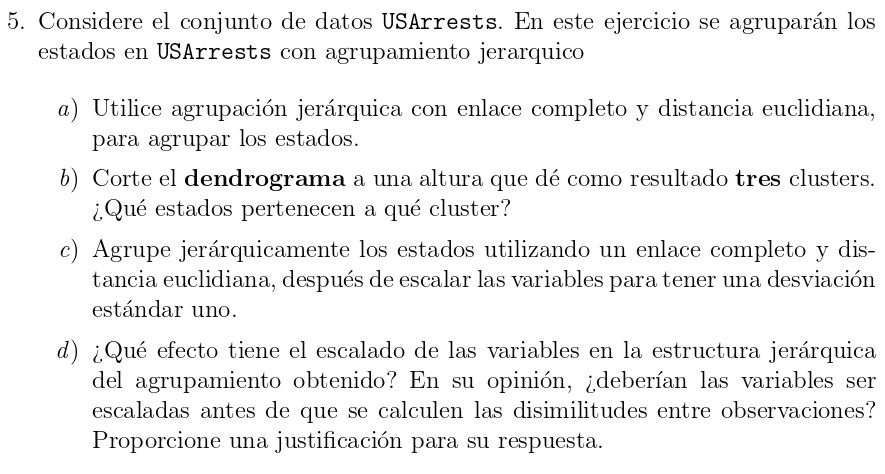 5. Considere el conjunto de datos USArrests. En este ejercicio se agruparán los
estados en USArrests con agrupamiento jerarquico
a) Utilice agrupación jerárquica con enlace completo y distancia euclidiana,
para agrupar los estados.
b) Corte el dendrograma a una altura que dé como resultado tres clusters.
¿Qué estados pertenecen a qué cluster?
c) Agrupe jerárquicamente los estados utilizando un enlace completo y dis-
tancia euclidiana, después de escalar las variables para tener una desviación
estándar uno.
d) ¿Qué efecto tiene el escalado de las variables en la estructura jerárquica
del agrupamiento obtenido? En su opinión, ¿deberían las variables ser
escaladas antes de que se calculen las disimilitudes entre observaciones?
Proporcione una justificación para su respuesta.